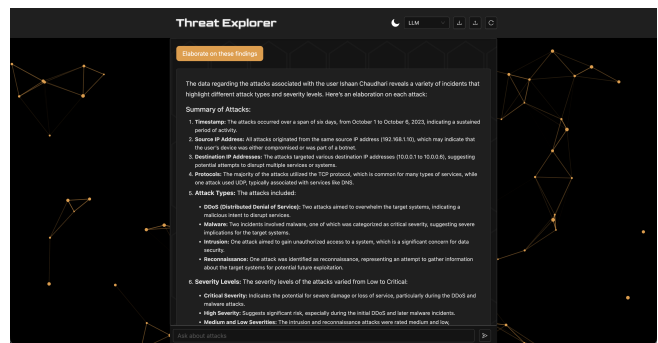 Threat Explorer
LLM
Elaborate on these findings
The data regarding the attacks associated with the user Ishaan Chaudhari reveals a variety of incidents that
highlight different attack types and severity levels. Here's an elaboration on each attack:
Summary of Attacks:
1. Timestamp: The attacks occurred over a span of six days, from October 1 to October 6, 2023, indicating a sustained
period of activity.
2. Source IP Address: All attacks originated from the same source IP address (192.168.1.10), which may indicate that
the user's device was either compromised or was part of a botnet.
3. Destination IP Addresses: The attacks targeted various destination IP addresses (10.0.0.1 to 10.0.0.6), suggesting
potential attempts to disrupt multiple services or systems.
4. Protocols: The majority of the attacks utilized the TCP protocol, which is common for many types of services, while
one attack used UDP, typically associated with services like DNS.
5. Attack Types: The attacks included:
• DDoS (Distributed Denial of Service): Two attacks aimed to overwhelm the target systems, indicating a
malicious intent to disrupt services.
• Malware: Two incidents involved malware, one of which was categorized as critical severity, suggesting severe
implications for the target systems.
• Intrusion: One attack aimed to gain unauthorized access to a system, which is a significant concern for data
security.
• Reconnaissance: One attack was identified as reconnaissance, representing an attempt to gather information
about the target systems for potential future exploitation.
6. Severity Levels: The severity levels of the attacks varied from Low to Critical:
• Critical Severity: Indicates the potential for severe damage or loss of service, particularly during the DDoS and
malware attacks.
• High Severity: Suggests significant risk, especially during the initial DDoS and later malware incidents.
• Medium and Low Severities: The intrusion and reconnaissance attacks were rated medium and low,
Ask about attacks